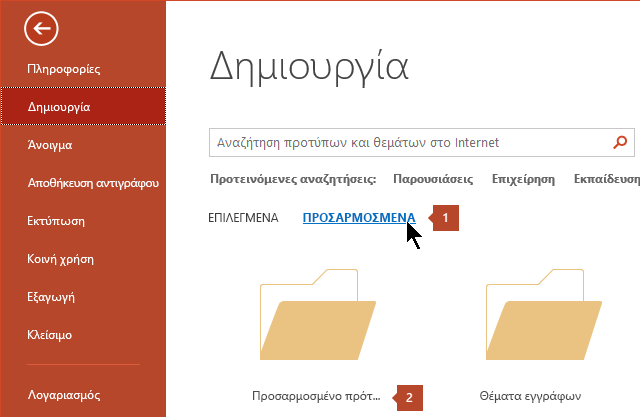 Πληροφορίες
Δημιουργία
Άνοιγμα
Αποθήκευση αντιγράφου
Εκτύπωση
Κοινή χρήση
Εξαγωγή
Κλείσιμο
Λογαριασμός
Δημιουργία
Αναζήτηση προτύπων και θεμάτων στο Internet
Προτεινόμενες αναζητήσεις: Παρουσιάσεις Επιχείρηση Εκπαίδευση
ΕΠΙΛΕΓΜΕΝΑ ΠΡΟΣΑΡΜΟΣΜΕΝΑ 1
Προσαρμοσμένο πρότ... 2 Θέματα εγγράφων